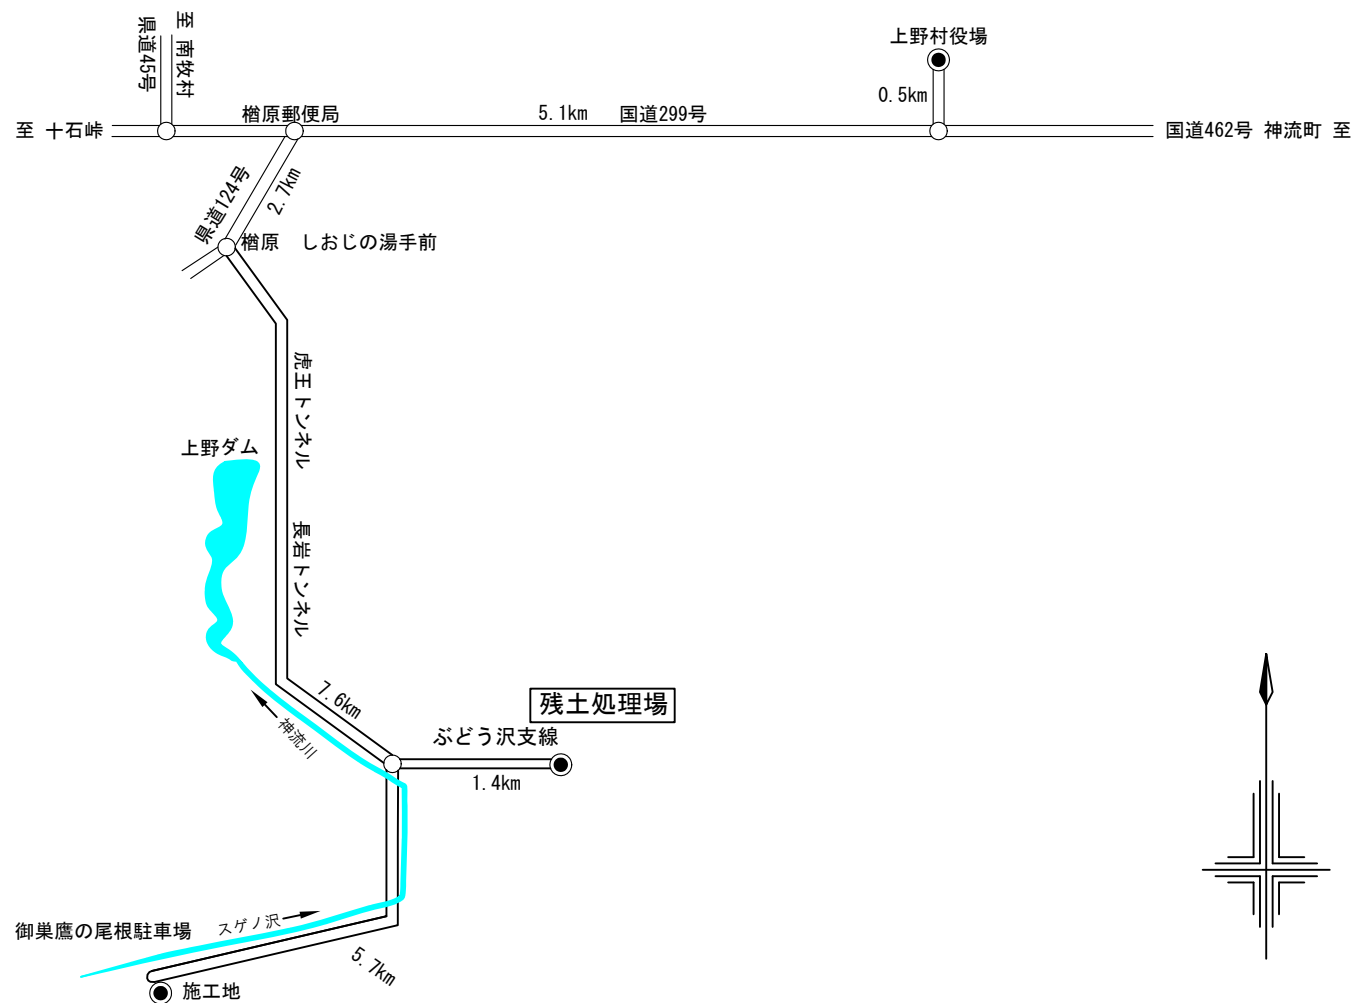 至 南牧村
県道45号
上野村役場
0.5km
楢原郵便局
5.1km 国道299号
至 十石峠
国道462号 神流町 至
県道124号
2.7km
楢原 しおじの湯手前
虎王トンネル
上野ダム
長岩トンネル
7.6km
神流川
残土処理場
ぶどう沢支線
1.4km
スゲノ沢
御巣鷹の尾根駐車場
5.7km
施工地